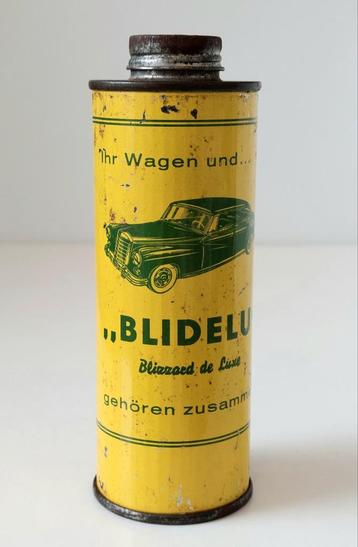 Ihr Wagen und...
„BLIDELU
Blizzard de Luxe
gehören zusamm